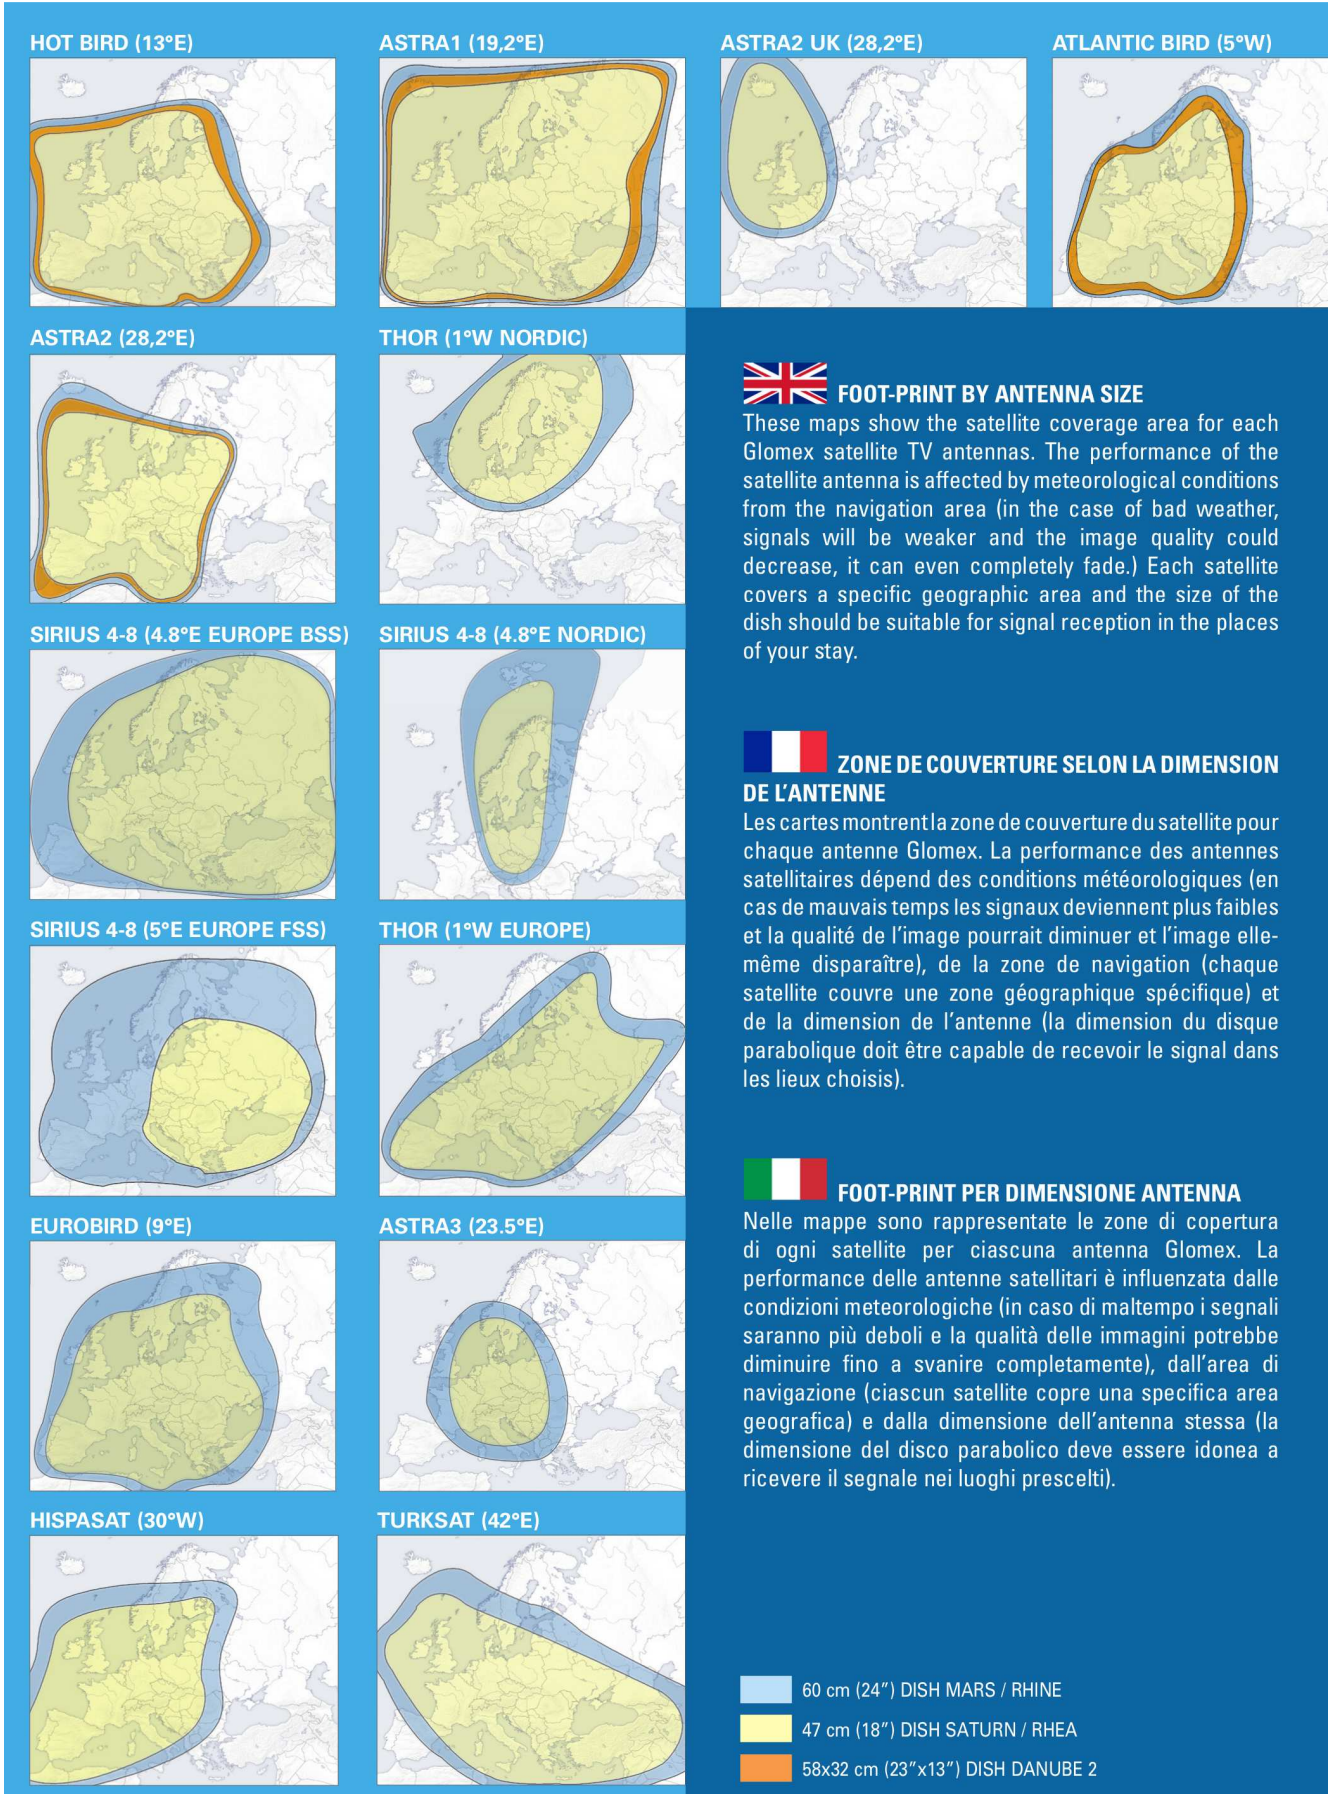 HOT BIRD (13°E)
ASTRA1 (19,2°E)
ASTRA2 UK (28,2°E)
ATLANTIC BIRD (5°W)
ASTRA2 (28,2°E)
THOR (1°W NORDIC)
SIRIUS 4-8 (4.8°E EUROPE BSS)
SIRIUS 4-8 (4.8°E NORDIC)
SIRIUS 4-8 (5°E EUROPE FSS)
THOR (1°W EUROPE)
EUROBIRD (9°E)
ASTRA3 (23.5°E)
HISPASAT (30°W)
TURKSAT (42°E)
FOOT-PRINT BY ANTENNA SIZE
These maps show the satellite coverage area for each
Glomex satellite TV antennas. The performance of the
satellite antenna is affected by meteorological conditions
from the navigation area (in the case of bad weather,
signals will be weaker and the image quality could
decrease, it can even completely fade.) Each satellite
covers a specific geographic area and the size of the
dish should be suitable for signal reception in the places
of your stay.
ZONE DE COUVERTURE SELON LA DIMENSION
DE L’ANTENNE
Les cartes montrent la zone de couverture du satellite pour
chaque antenne Glomex. La performance des antennes
satellitaires dépend des conditions météorologiques (en
cas de mauvais temps les signaux deviennent plus faibles
et la qualité de l’image pourrait diminuer et l’image elle-
même disparaître), de la zone de navigation (chaque
satellite couvre une zone géographique spécifique) et
de la dimension de l’antenne (la dimension du disque
parabolique doit être capable de recevoir le signal dans
les lieux choisis).
FOOT-PRINT PER DIMENSIONE ANTENNA
Nelle mappe sono rappresentate le zone di copertura
di ogni satellite per ciascuna antenna Glomex. La
performance delle antenne satellitari è influenzata dalle
condizioni meteorologiche (in caso di maltempo i segnali
saranno più deboli e la qualità delle immagini potrebbe
diminuire fino a svanire completamente), dall’area di
navigazione (ciascun satellite copre una specifica area
geografica) e dalla dimensione dell’antenna stessa (la
dimensione del disco parabolico deve essere idonea a
ricevere il segnale nei luoghi prescelti).
60 cm (24”) DISH MARS / RHINE
47 cm (18”) DISH SATURN / RHEA
58x32 cm (23”x13”) DISH DANUBE 2